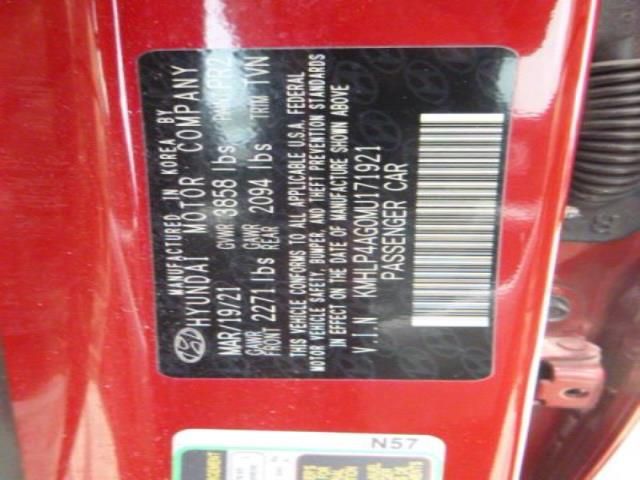 MANUFACTURED IN KOREA BY
HYUNDAI MOTOR COMPANY
MAR/19/21 GVWR 3858 lbs PR2
GAWR FRONT 2271 lbs GAWR REAR 2094 lbs TRIM TVN
THIS VEHICLE CONFORMS TO ALL APPLICABLE U.S.A. FEDERAL
MOTOR VEHICLE SAFETY, BUMPER, AND THEFT PREVENTION STANDARDS
IN EFFECT ON THE DATE OF MANUFACTURE SHOWN ABOVE
V.I.N KMHLP4AG0MU171921
PASSENGER CAR
N57